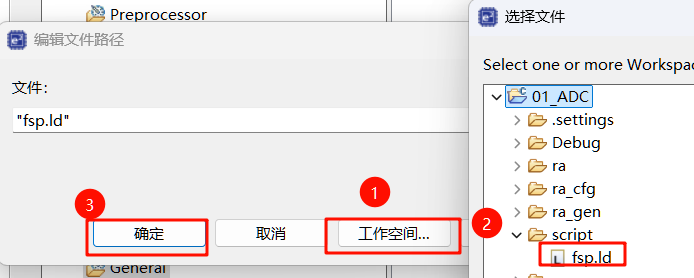 Preprocessor
编辑文件路径
文件:
"fsp.ld"
3
确定
取消
1
工作空间...
General
选择文件
Select one or more Workspac
01_ADC
.settings
Debug
ra
ra_cfg
ra_gen
2
script
fsp.ld